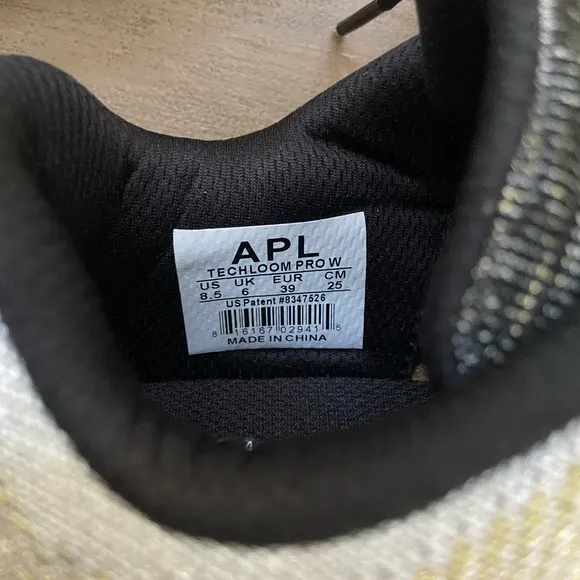 APL
TECHLOOM PRO W
US UK EUR CM
8.5 6 39 25
US Patent #8347526
8 16167 02941 5
MADE IN CHINA